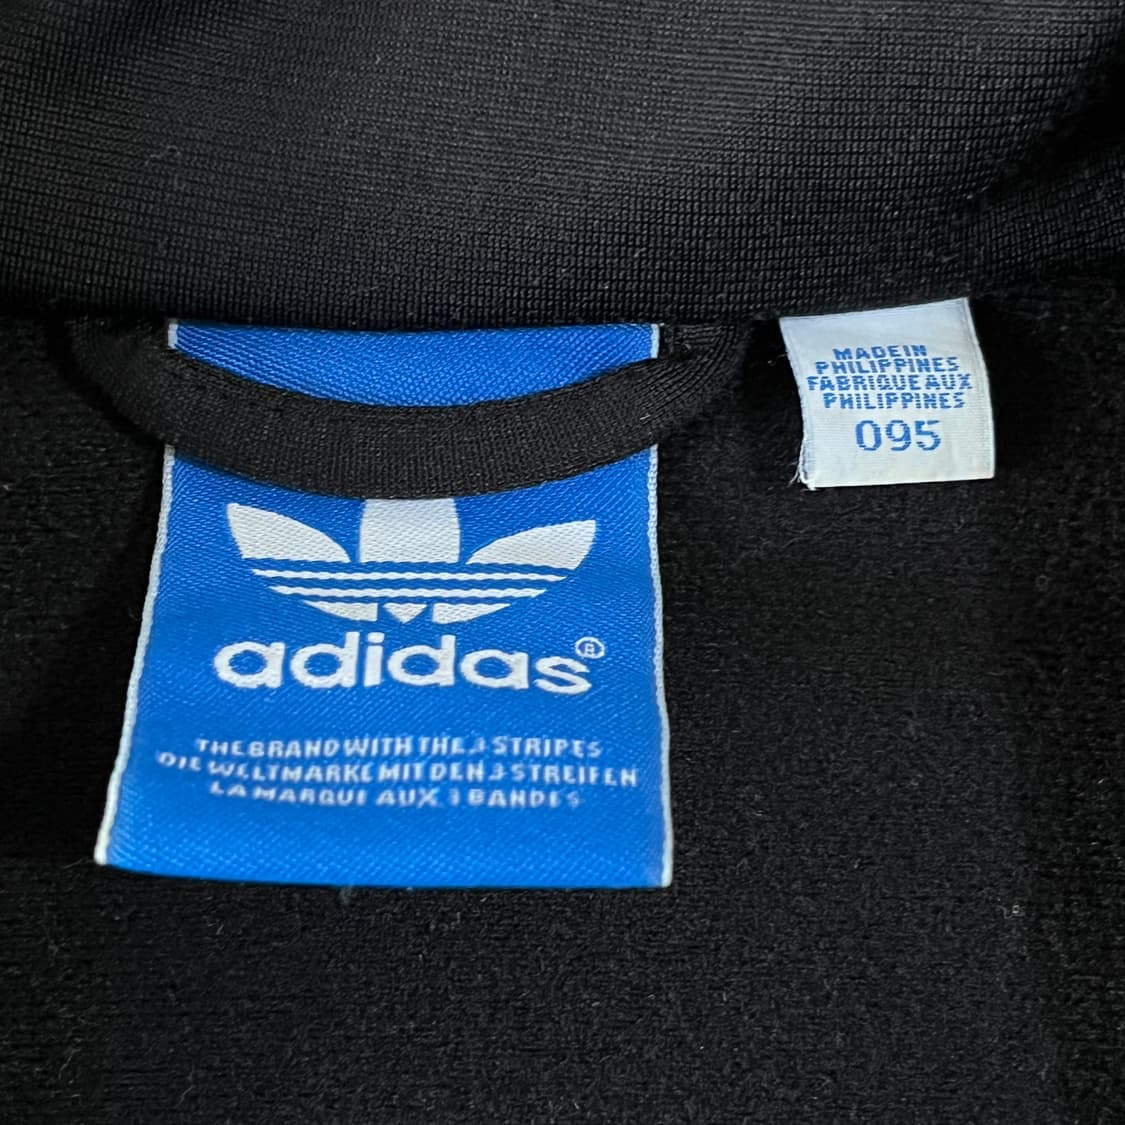 adidas®
THE BRAND WITH THE 3 STRIPES
DIE WELTMARKE MIT DEN 3 STREIFEN
LA MARQUE AUX 3 BANDES
MADE IN
PHILIPPINES
FABRIQUE AUX
PHILIPPINES
095